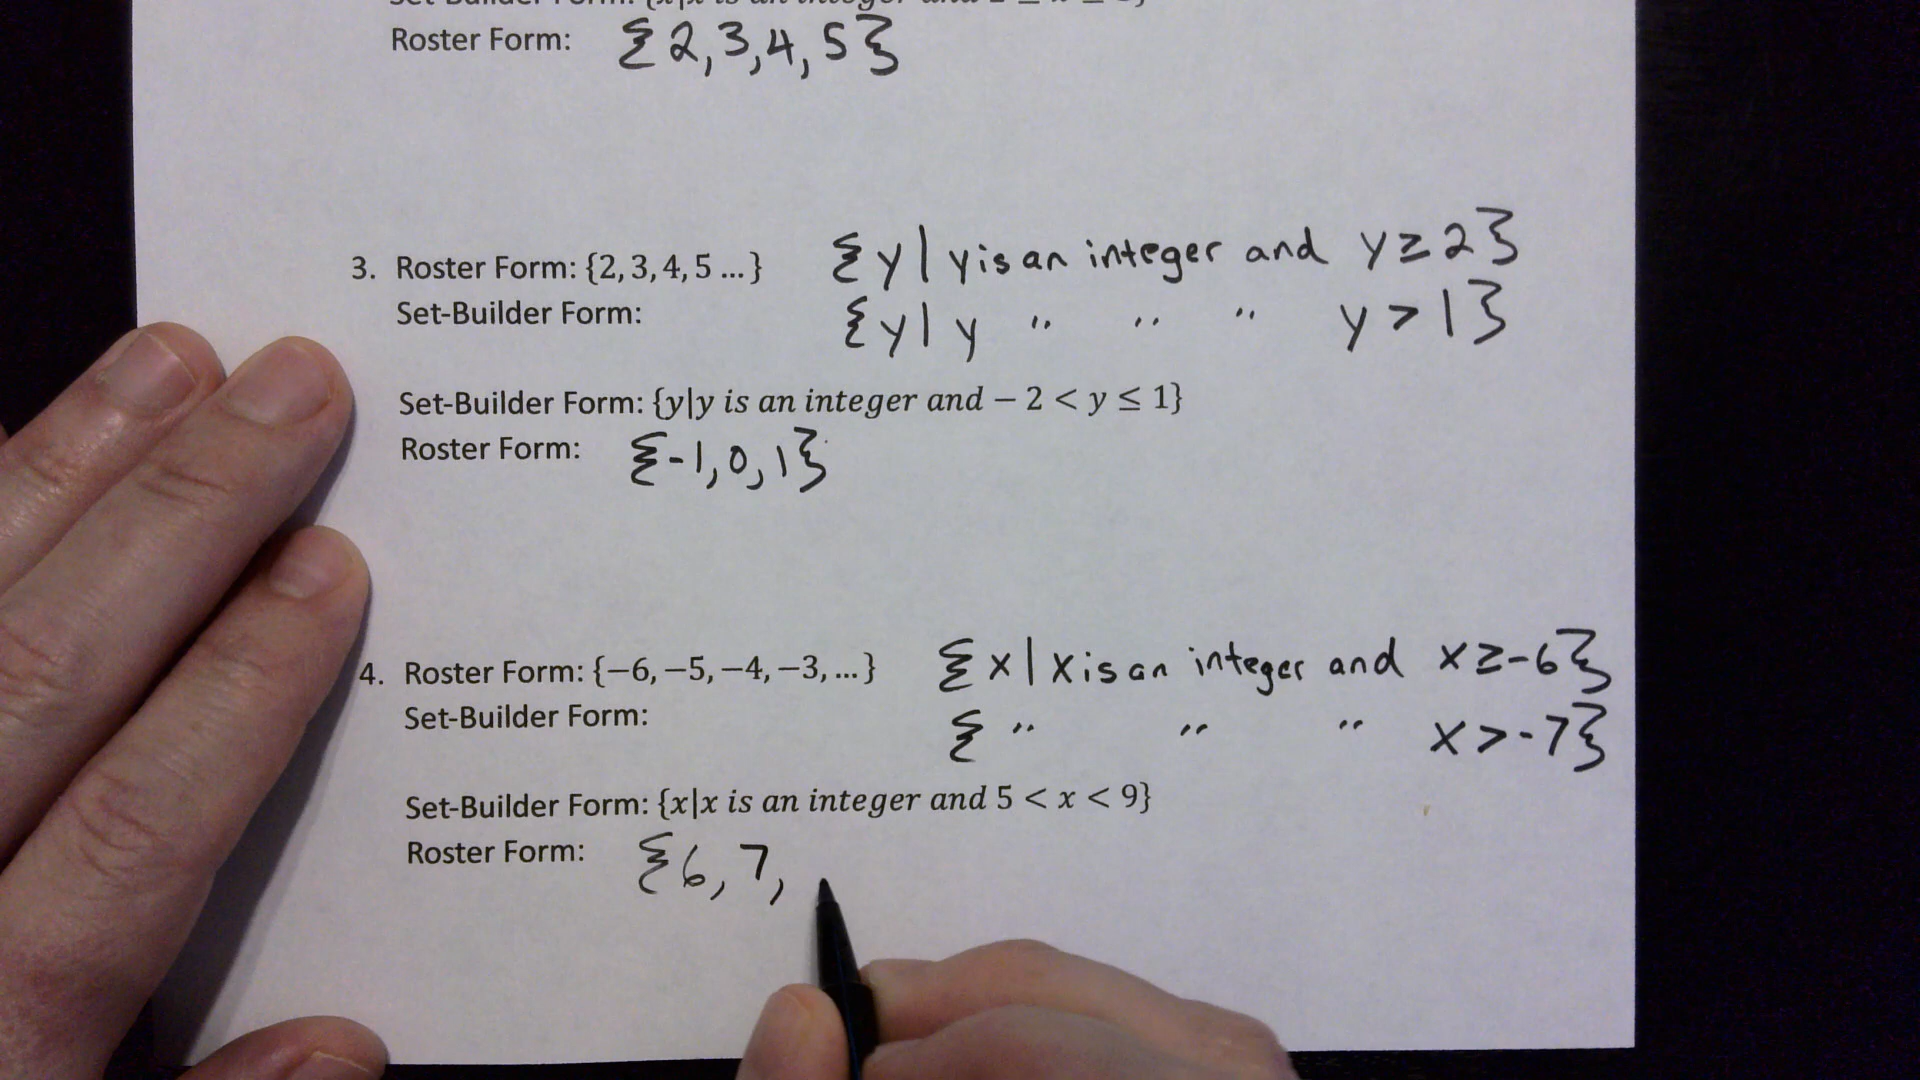 Roster Form: {2,3,4,5}
3. Roster Form: {2, 3, 4, 5 ...} {y|y is an integer and y≥2}
Set-Builder Form: {y|y " " " y>1}
Set-Builder Form: {y|y is an integer and − 2 < y ≤ 1}
Roster Form: {-1,0,1}
4. Roster Form: {−6, −5, −4, −3, ...} {x|x is an integer and x≥-6}
Set-Builder Form: { " " " x>-7}
Set-Builder Form: {x|x is an integer and 5 < x < 9}
Roster Form: {6,7,